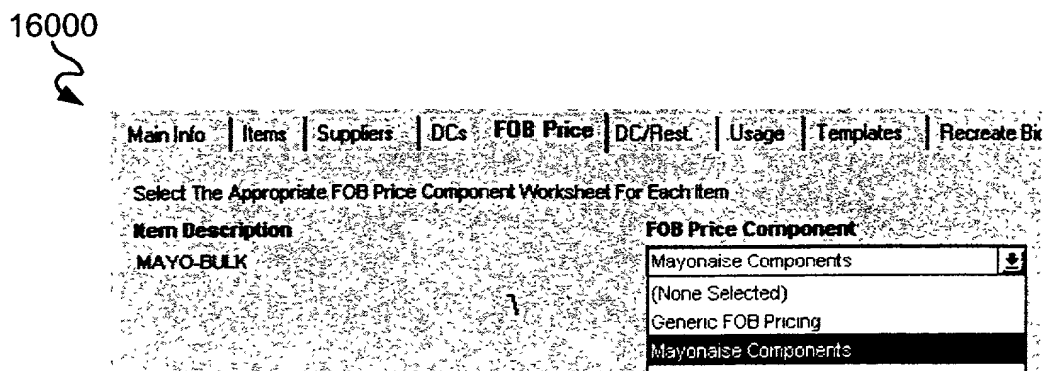 16000
Main Info Items Suppliers DCs FOB Price DC/Rest. Usage Templates Recreate Bid
Select The Appropriate FOB Price Component Worksheet For Each Item
Item Description FOB Price Component
MAYO-BULK Mayonaise Components
(None Selected)
Generic FOB Pricing
Mayonaise Components